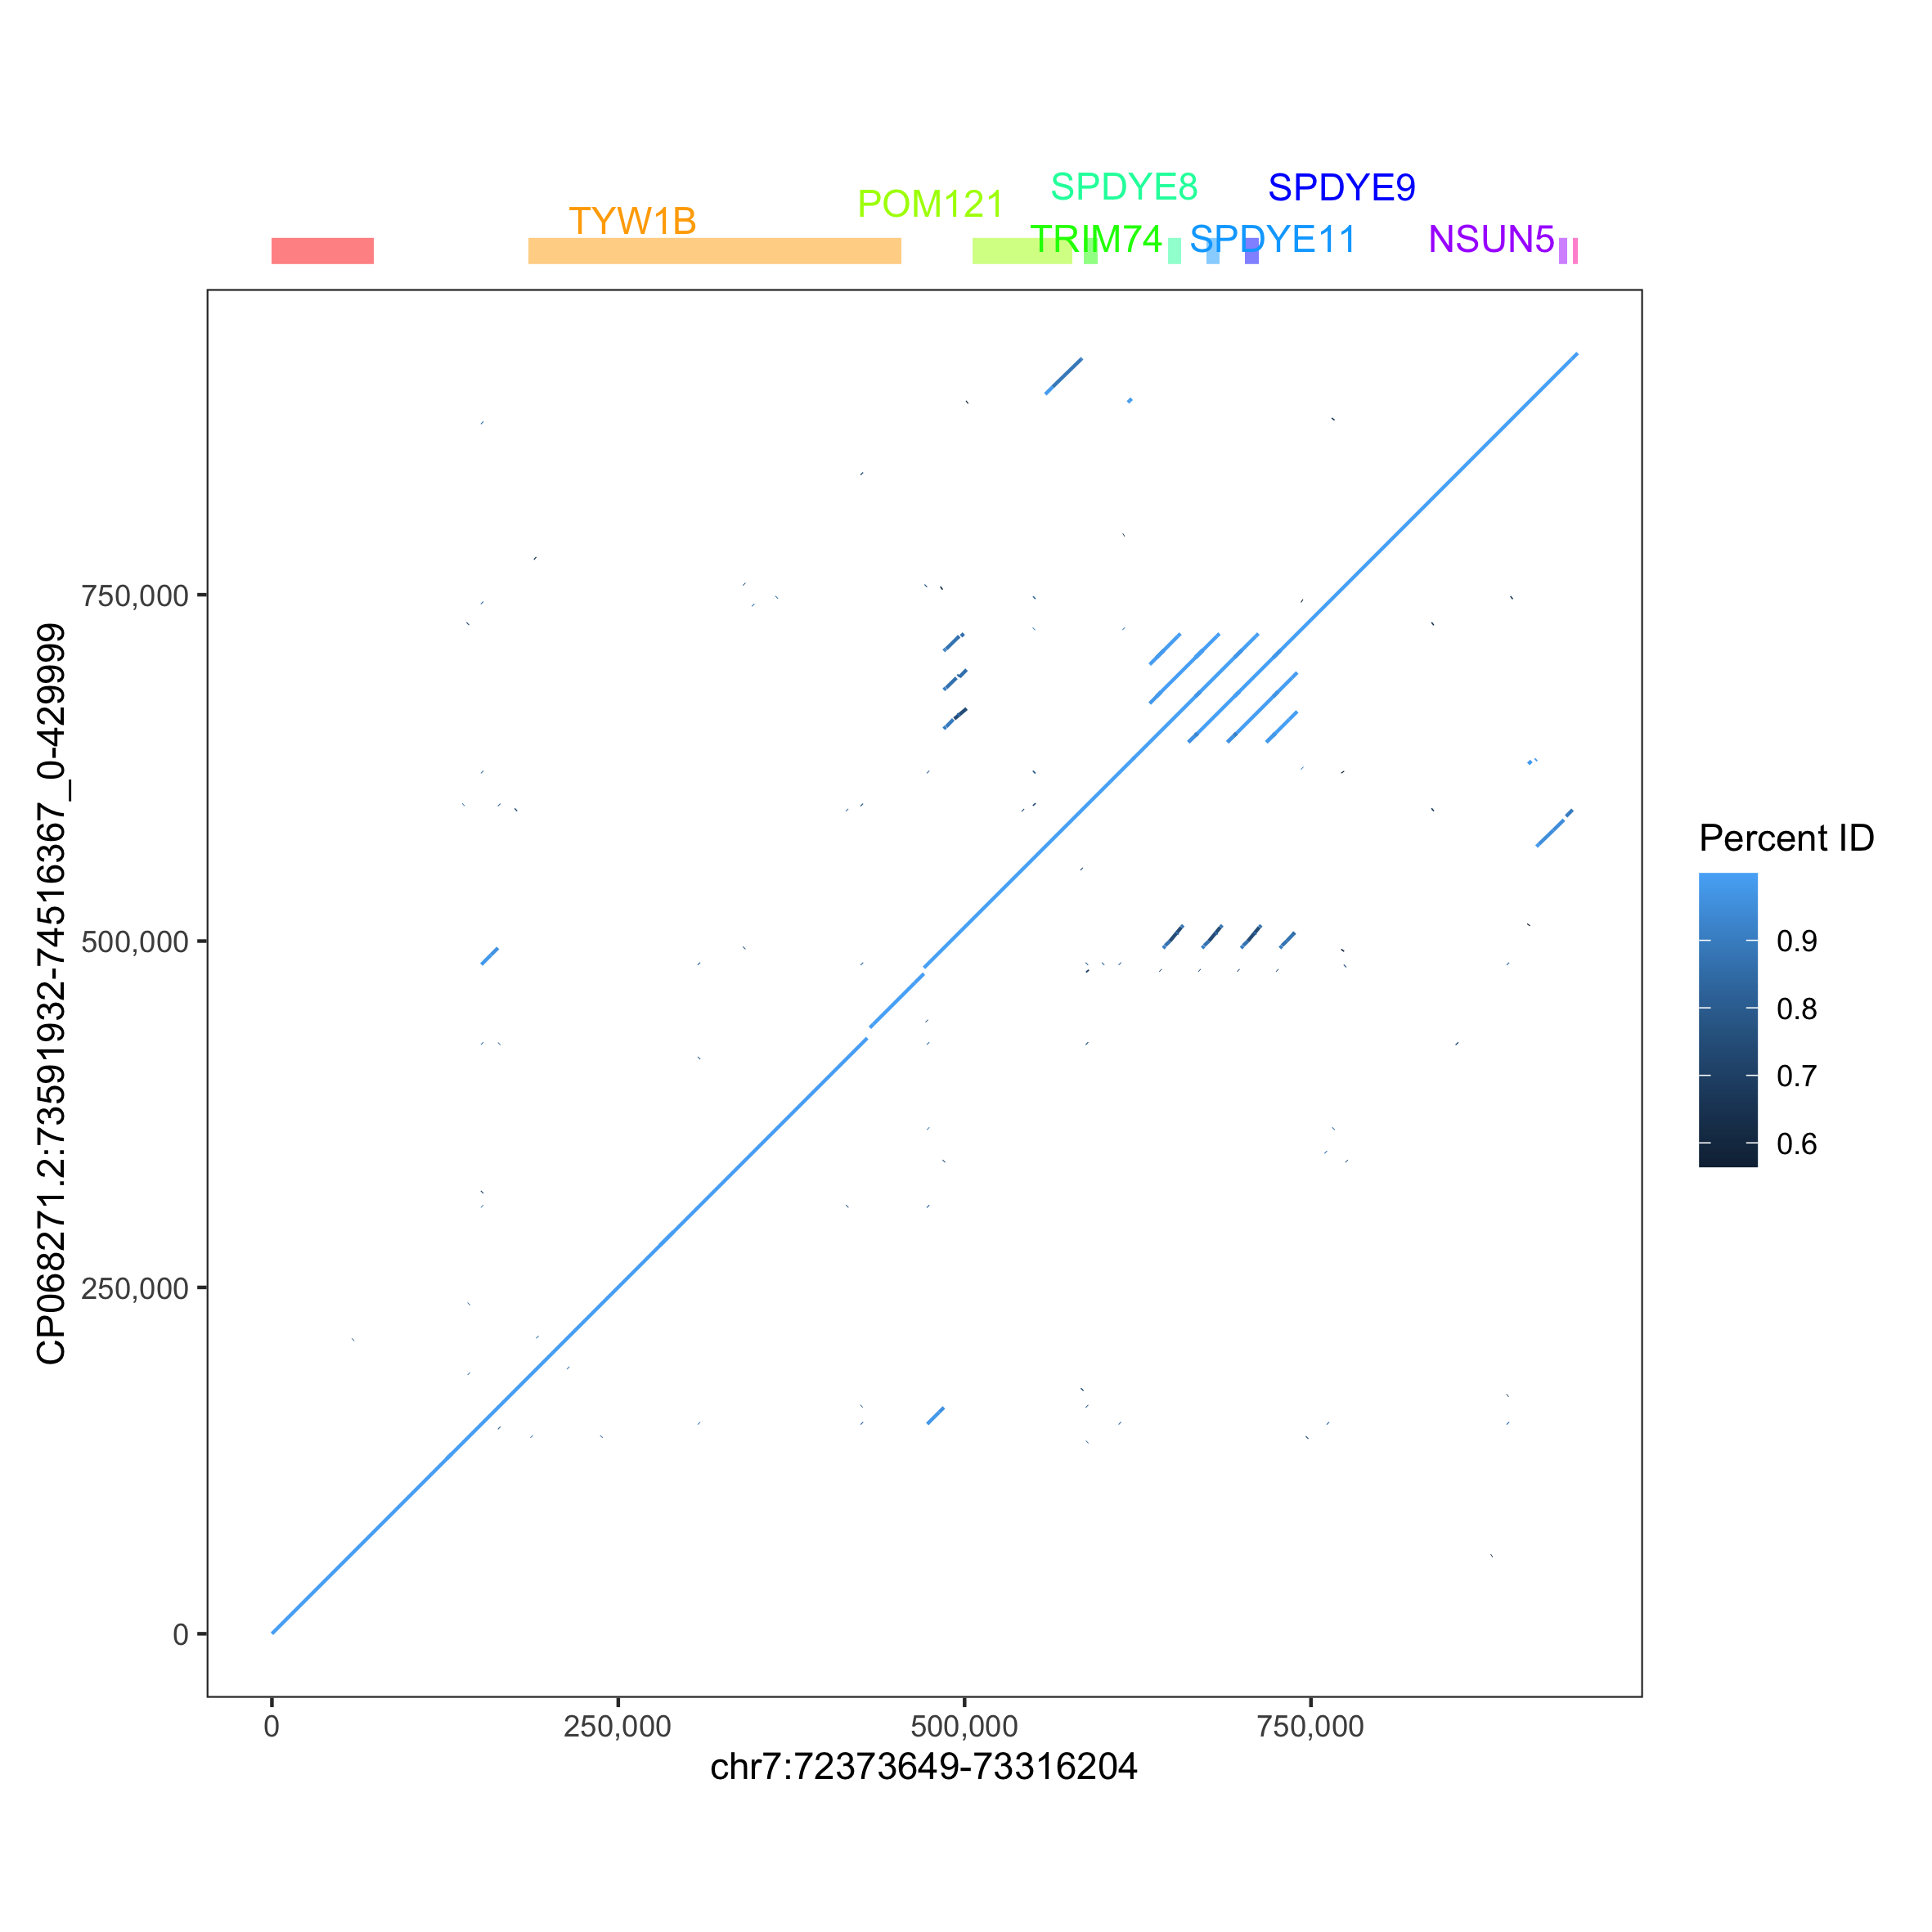 SPDYE8
SPDYE9
POM121
TYW1B
TRIM74
SPDYE11
NSUN5
CP068271.2:73591932-74516367_0-429999
750,000
500,000
250,000
0
0
250,000
500,000
750,000
chr7:72373649-73316204
Percent ID
0.9
0.8
0.7
0.6